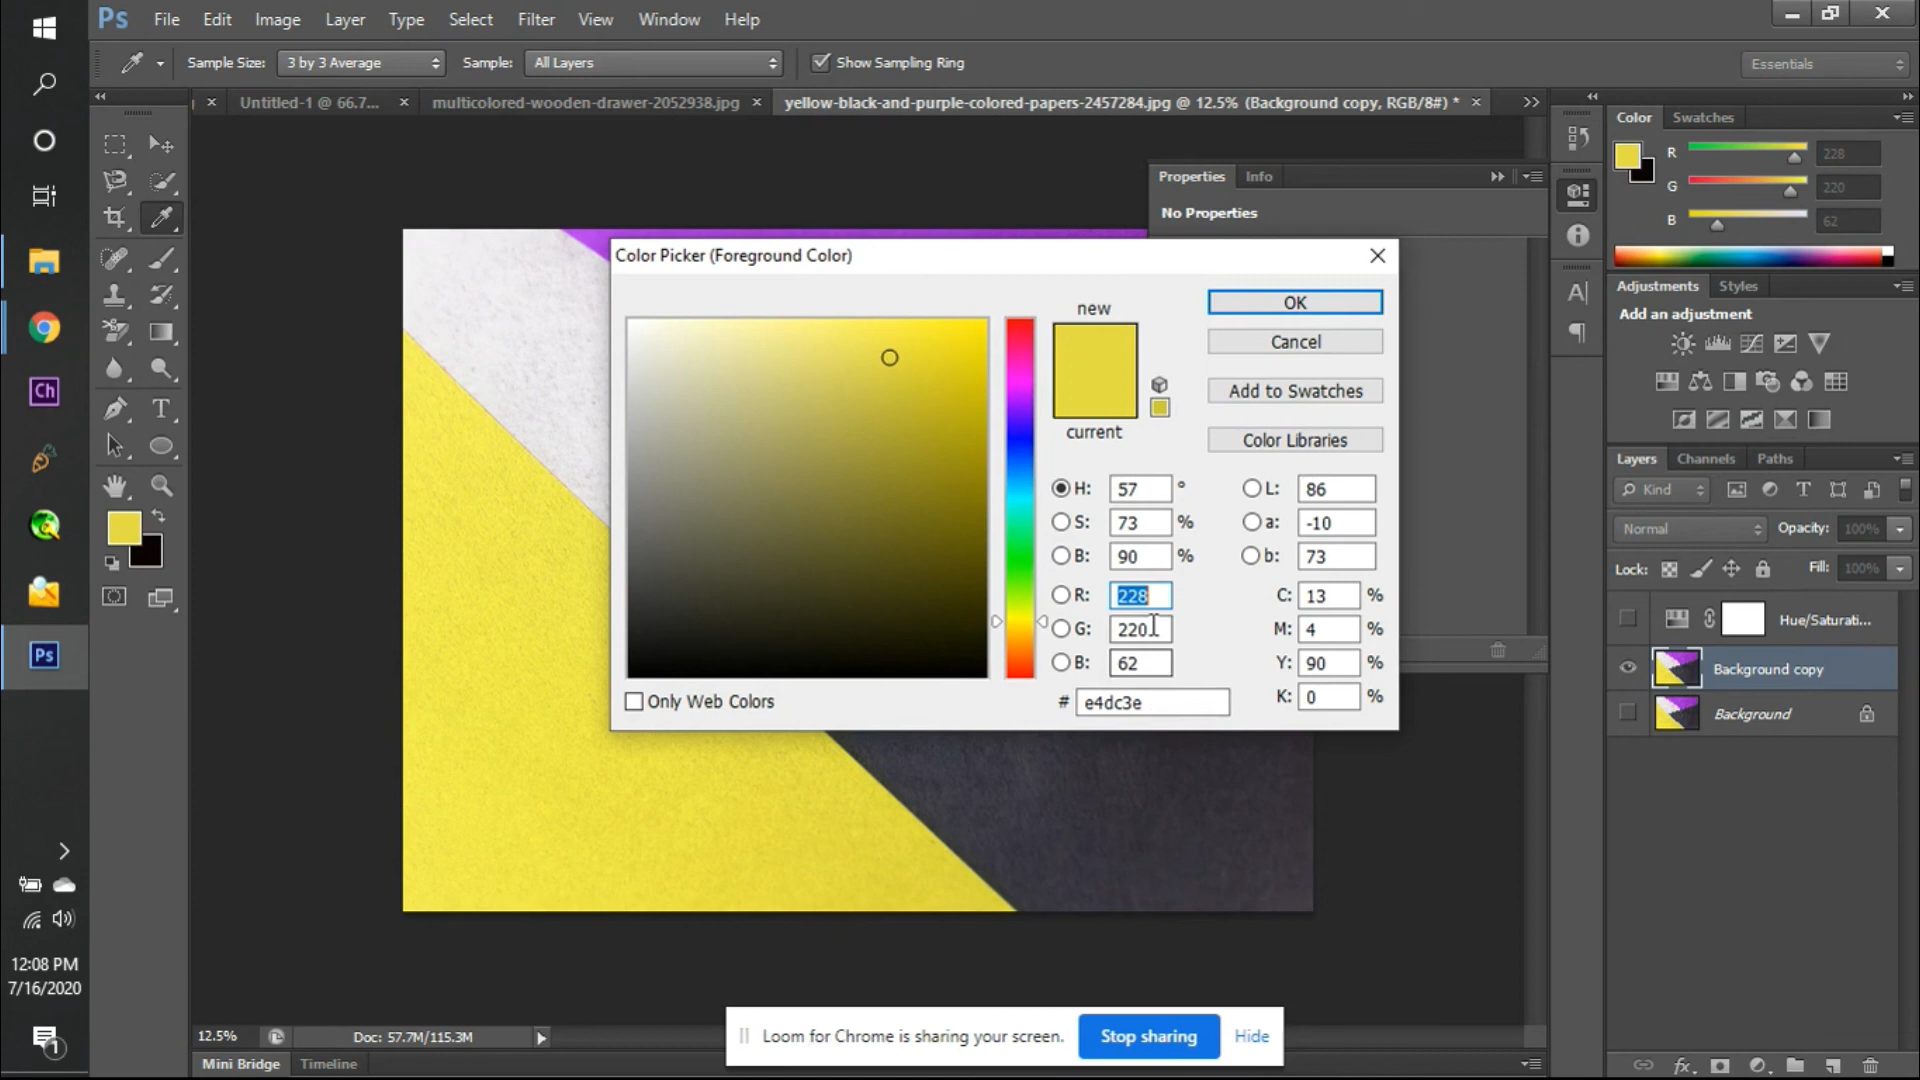 Ps File Edit Image Layer Type Select Filter View Window Help
Sample Size: 3 by 3 Average Sample: All Layers Show Sampling Ring Essentials
Untitled-1 @ 66.7... multicolored-wooden-drawer-2052938.jpg yellow-black-and-purple-colored-papers-2457284.jpg @ 12.5% (Background copy, RGB/8#) *
Color Swatches
R 228
G 220
B 62
Properties Info
No Properties
Color Picker (Foreground Color)
new
current
OK
Cancel
Add to Swatches
Color Libraries
H: 57 ° L: 86
S: 73 % a: -10
B: 90 % b: 73
R: 228 C: 13 %
G: 220 M: 4 %
B: 62 Y: 90 %
# e4dc3e K: 0 %
Only Web Colors
Adjustments Styles
Add an adjustment
Layers Channels Paths
Kind
Normal Opacity: 100%
Lock: Fill: 100%
Hue/Saturati...
Background copy
Background
Ch
Ps
12:08 PM
7/16/2020
1
12.5% Doc: 57.7M/115.3M
Mini Bridge Timeline
Loom for Chrome is sharing your screen. Stop sharing Hide